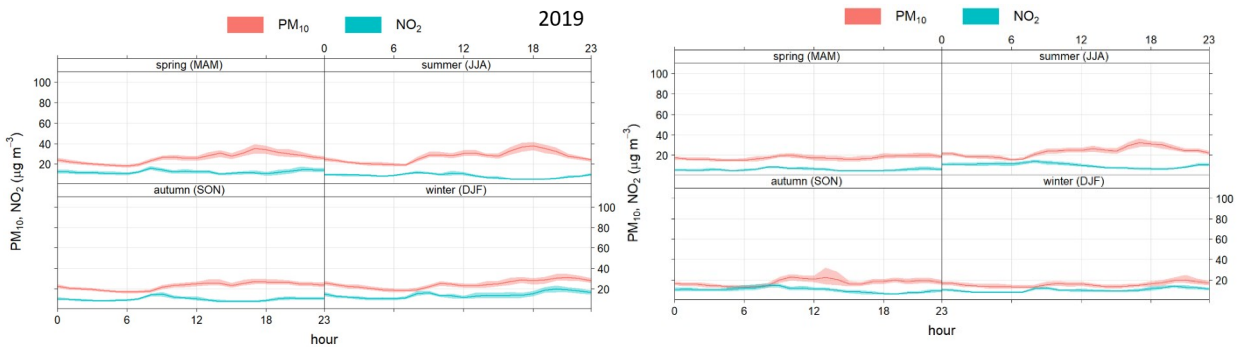 PM₁₀ NO₂ 2019
0 6 12 18 23
spring (MAM) summer (JJA)
100
80
60
40
20
autumn (SON) winter (DJF)
100
80
60
40
20
PM₁₀, NO₂ (µg m⁻³)
0 6 12 18 23
hour
PM₁₀ NO₂
0 6 12 18 23
spring (MAM) summer (JJA)
100
80
60
40
20
autumn (SON) winter (DJF)
100
80
60
40
20
PM₁₀, NO₂ (µg m⁻³)
0 6 12 18 23
hour